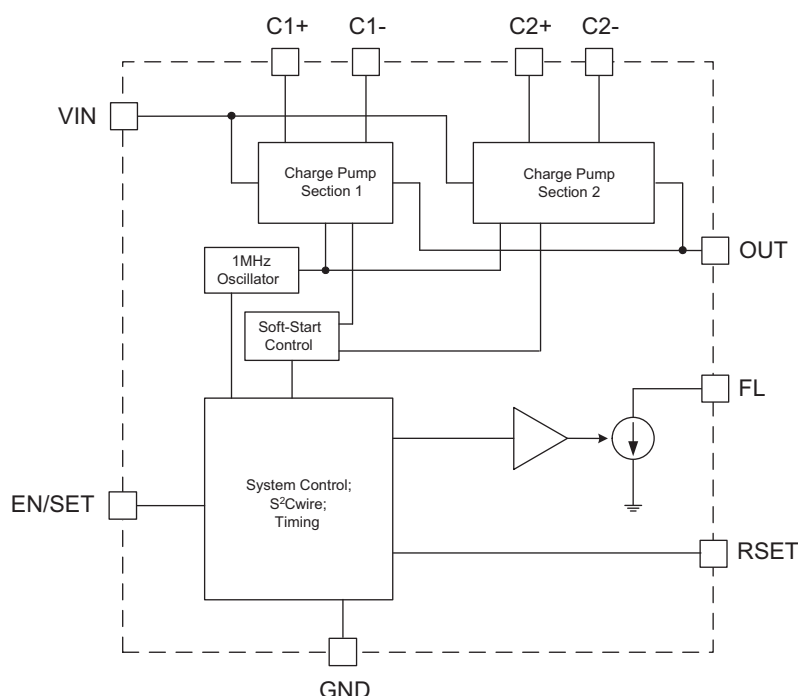 C1+ C1- C2+ C2-
VIN
Charge Pump
Section 1
Charge Pump
Section 2
OUT
1MHz
Oscillator
Soft-Start
Control
FL
System Control;
S²Cwire;
Timing
EN/SET
RSET
GND